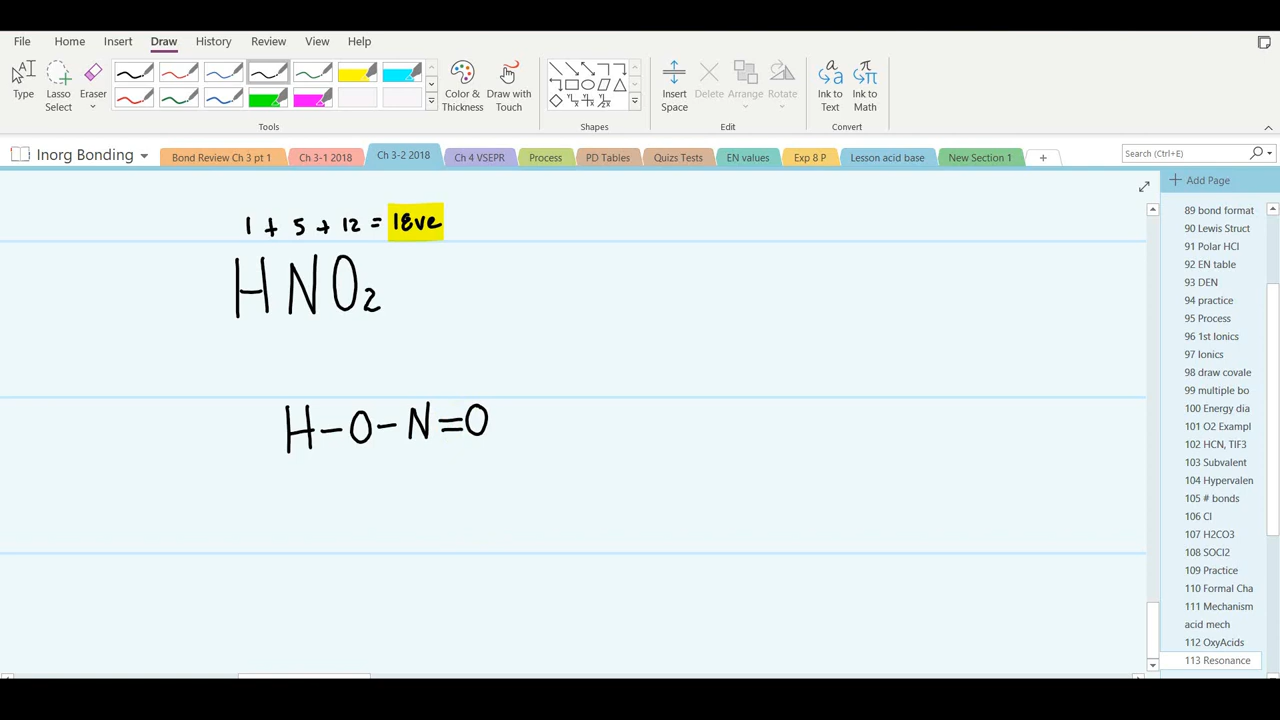 File Home Insert Draw History Review View Help
Type Lasso Select Eraser Color & Thickness Draw with Touch Insert Space Delete Arrange Rotate Ink to Text Ink to Math
Tools Shapes Edit Convert
Inorg Bonding Bond Review Ch 3 pt 1 Ch 3-1 2018 Ch 3-2 2018 Ch 4 VSEPR Process PD Tables Quizs Tests EN values Exp 8 P Lesson acid base New Section 1 Search (Ctrl+E)
Add Page
89 bond format
90 Lewis Struct
91 Polar HCl
92 EN table
93 DEN
94 practice
95 Process
96 1st Ionics
97 Ionics
98 draw covale
99 multiple bo
100 Energy dia
101 O2 Exampl
102 HCN, TIF3
103 Subvalent
104 Hypervalen
105 # bonds
106 CI
107 H2CO3
108 SOCl2
109 Practice
110 Formal Cha
111 Mechanism
acid mech
112 OxyAcids
113 Resonance
1 + 5 + 12 = 18ve
HNO₂
H-O-N=O